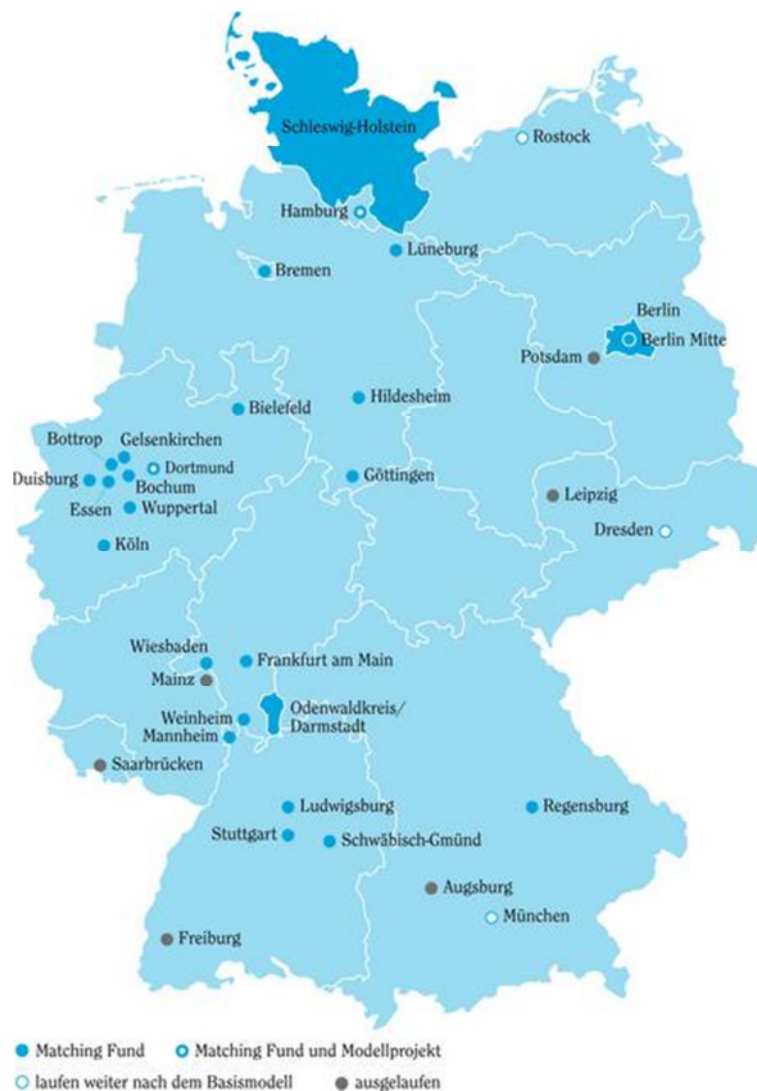 Schleswig-Holstein
Rostock
Hamburg
Lüneburg
Bremen
Berlin
Berlin Mitte
Potsdam
Hildesheim
Bielefeld
Gelsenkirchen
Bottrop
Dortmund
Duisburg
Göttingen
Bochum
Essen
Wuppertal
Leipzig
Dresden
Köln
Wiesbaden
Frankfurt am Main
Mainz
Odenwaldkreis/
Darmstadt
Weinheim
Mannheim
Saarbrücken
Ludwigsburg
Regensburg
Stuttgart
Schwäbisch-Gmünd
Augsburg
München
Freiburg
Matching Fund
Matching Fund und Modellprojekt
laufen weiter nach dem Basismodell
ausgelaufen